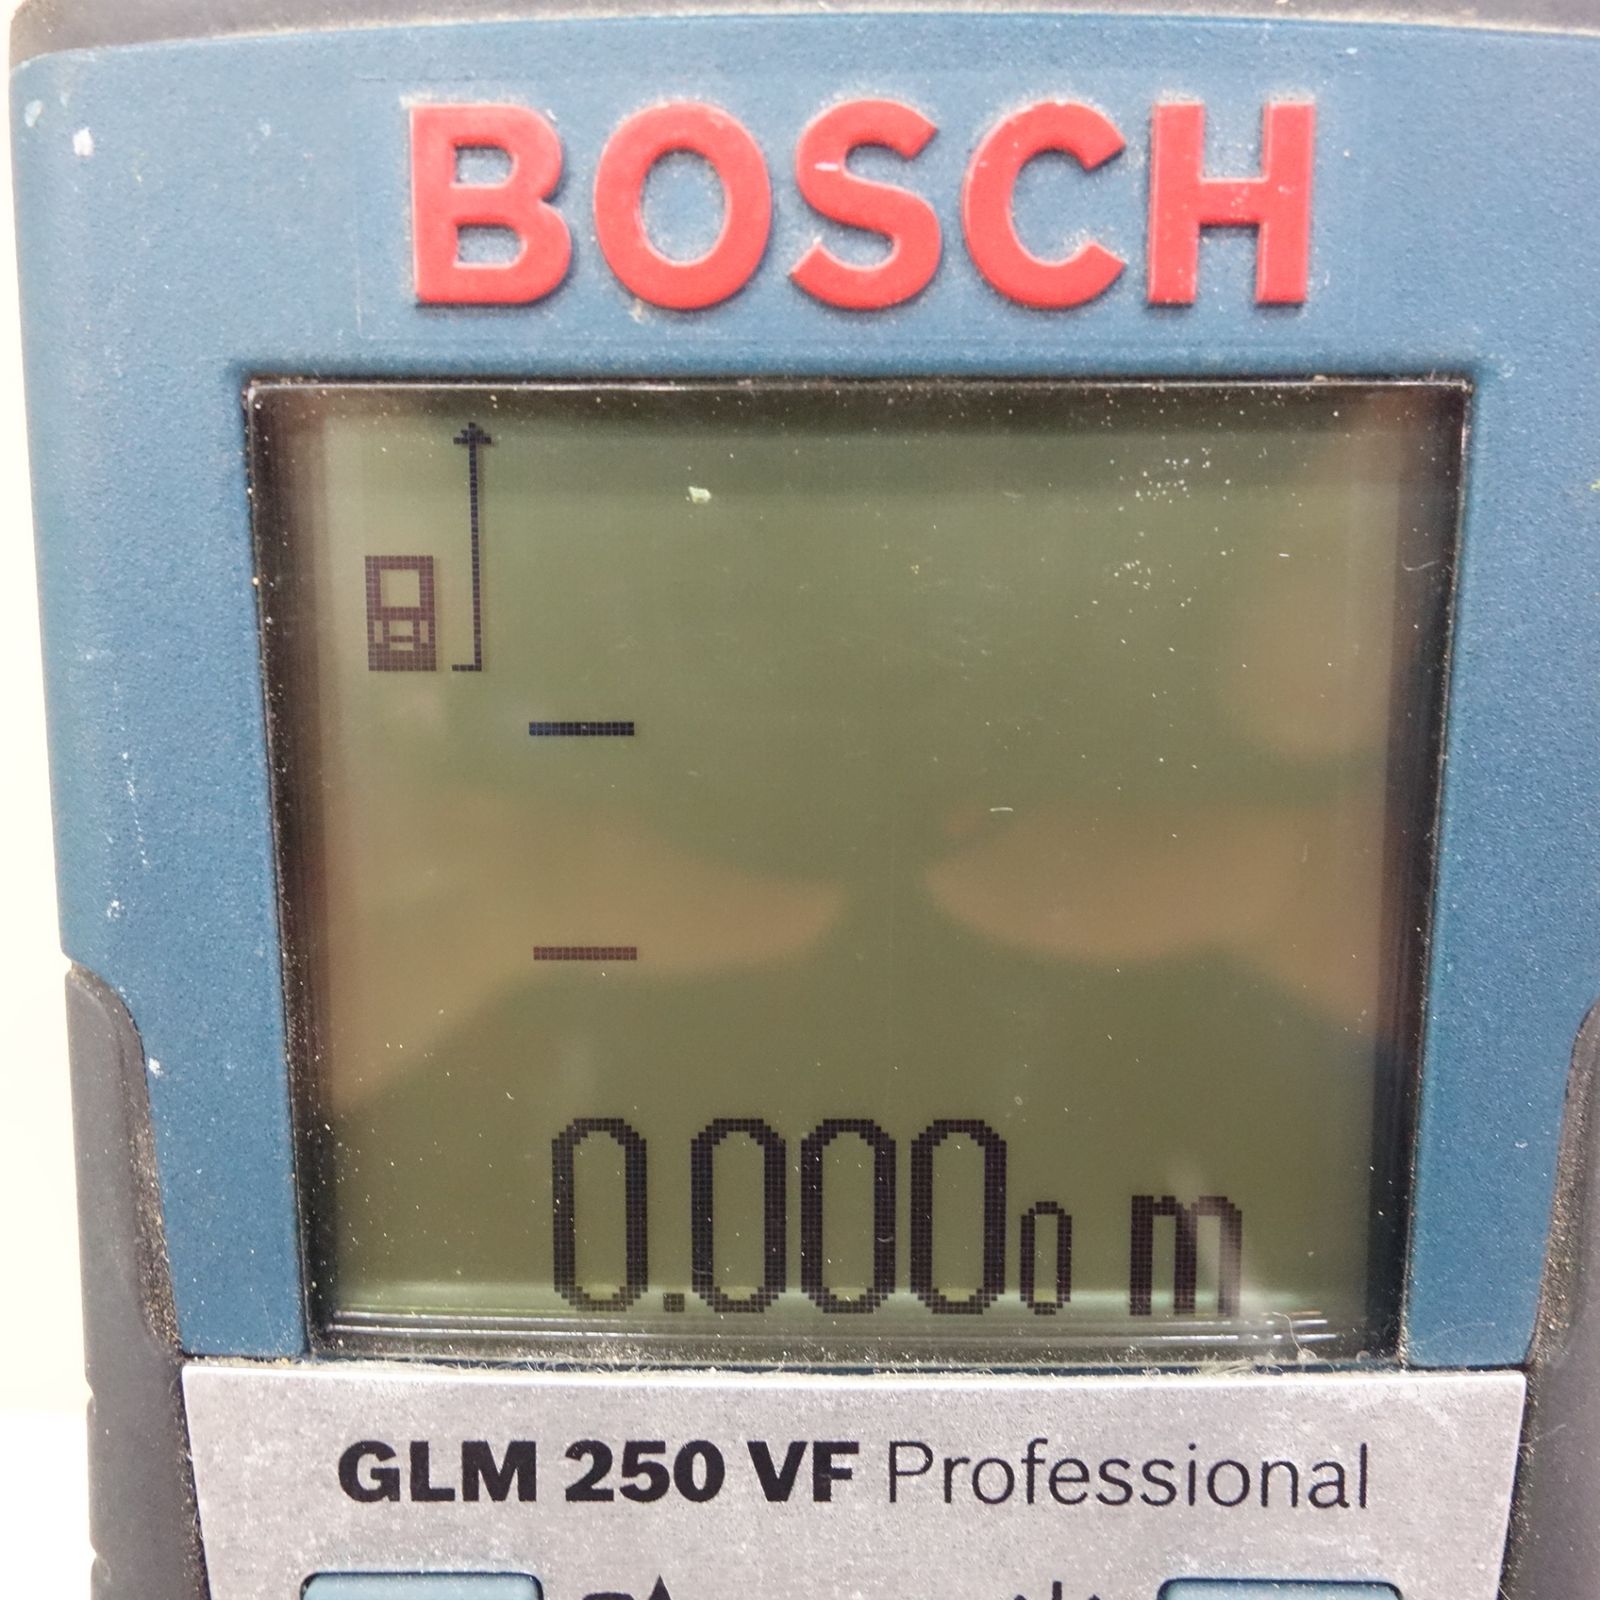 BOSCH
—
—
0.0000 m
GLM 250 VF Professional